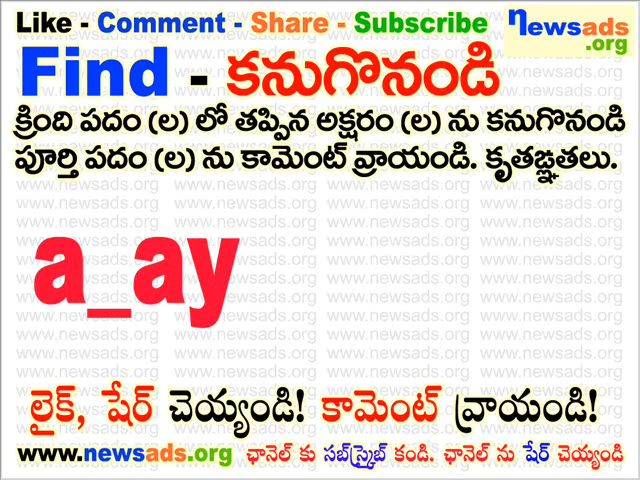 Like - Comment - Share - Subscribe
newsads
.org
Find - కనుగొనండి
క్రింది పదం (ల) లో తప్పిన అక్షరం (ల) ను కనుగొనండి
పూర్తి పదం (ల) ను కామెంట్ వ్రాయండి. కృతఙ్ఞతలు.
a_ay
లైక్, షేర్ చెయ్యండి! కామెంట్ వ్రాయండి!
www.newsads.org ఛానెల్ కు సబ్‌స్క్రైబ్ కండి. ఛానెల్ ను షేర్ చెయ్యండి